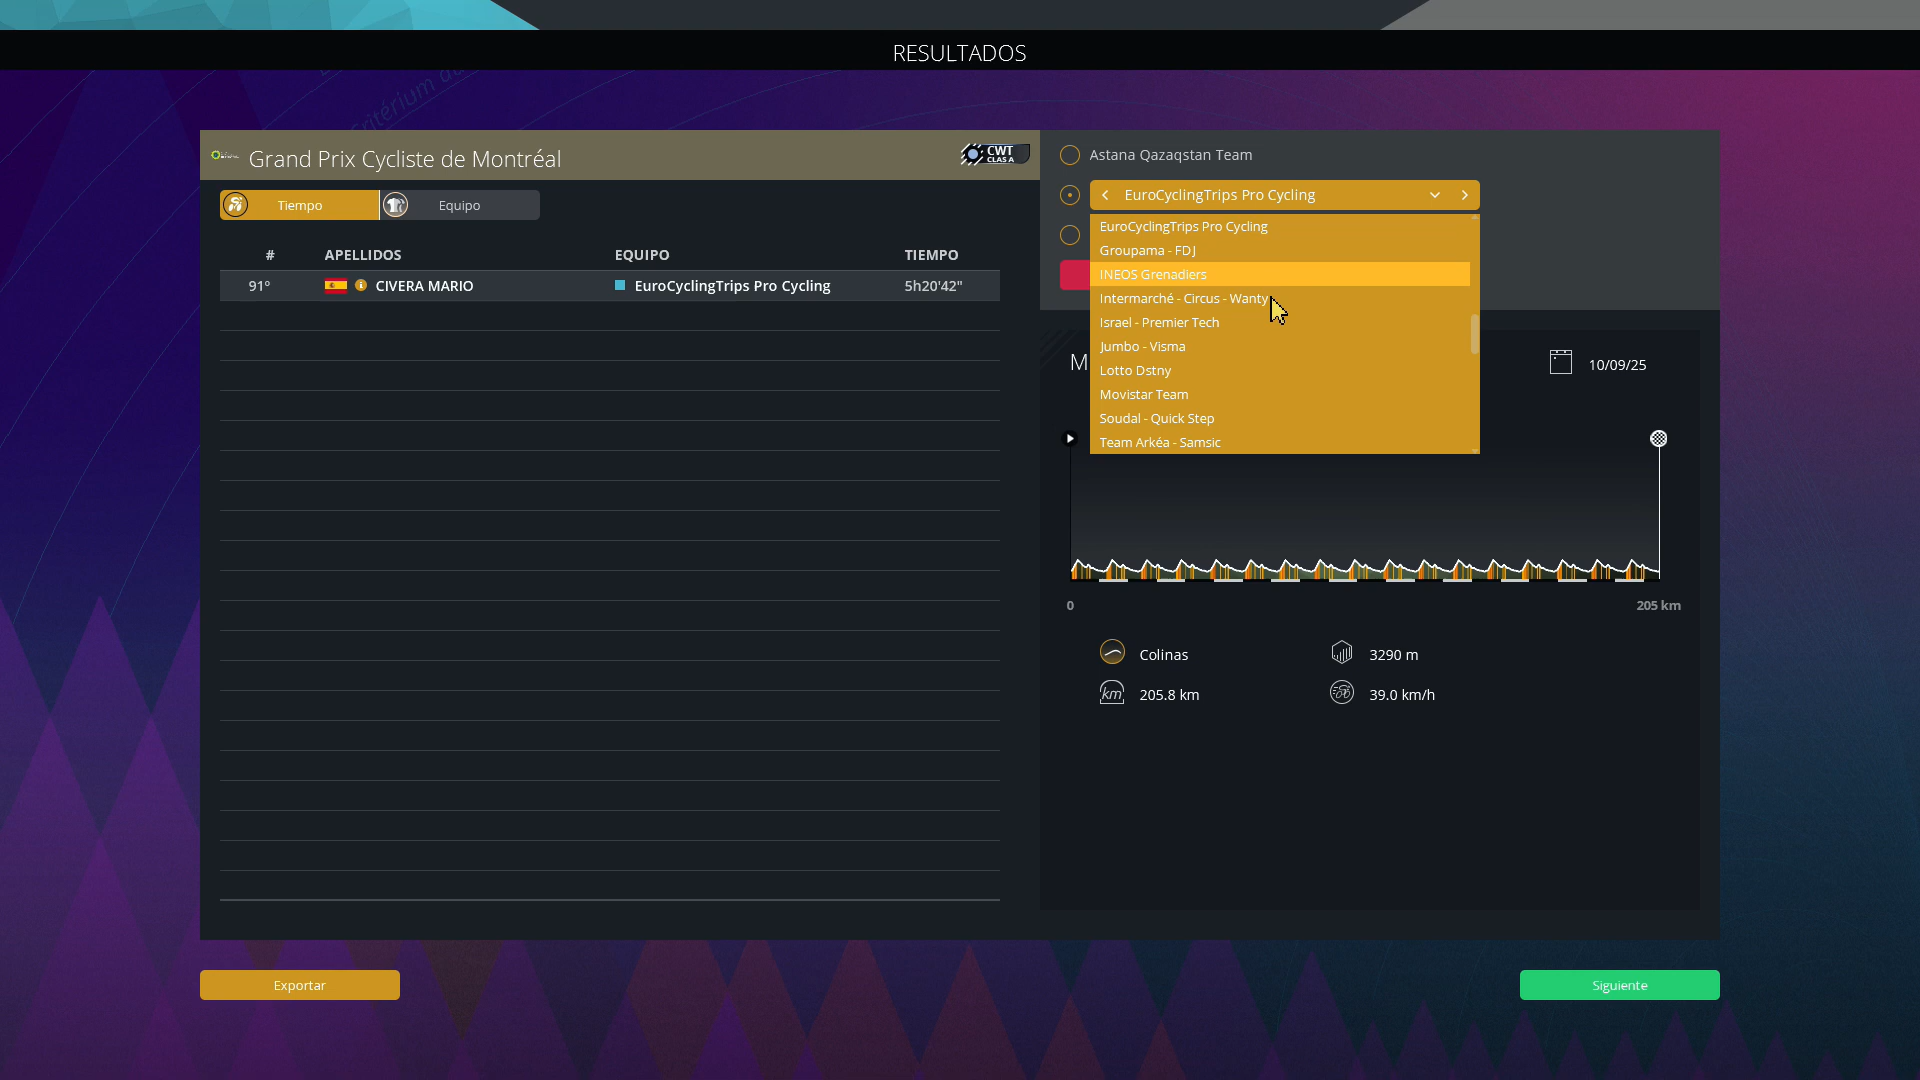 RESULTADOS
Grand Prix Cycliste de Montréal
CWT
CLAS A
Tiempo
Equipo
# APELLIDOS EQUIPO TIEMPO
91º CIVERA MARIO EuroCyclingTrips Pro Cycling 5h20'42"
Astana Qazaqstan Team
EuroCyclingTrips Pro Cycling
EuroCyclingTrips Pro Cycling
Groupama - FDJ
INEOS Grenadiers
Intermarché - Circus - Wanty
Israel - Premier Tech
Jumbo - Visma
Lotto Dstny
Movistar Team
Soudal - Quick Step
Team Arkéa - Samsic
M
10/09/25
0 205 km
Colinas 3290 m
km 205.8 km 39.0 km/h
Exportar
Siguiente